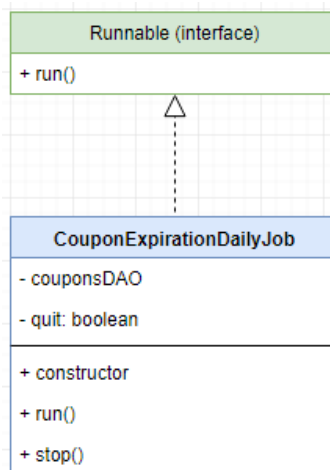 Runnable (interface)
+ run()
CouponExpirationDailyJob
- couponsDAO
- quit: boolean
+ constructor
+ run()
+ stop()